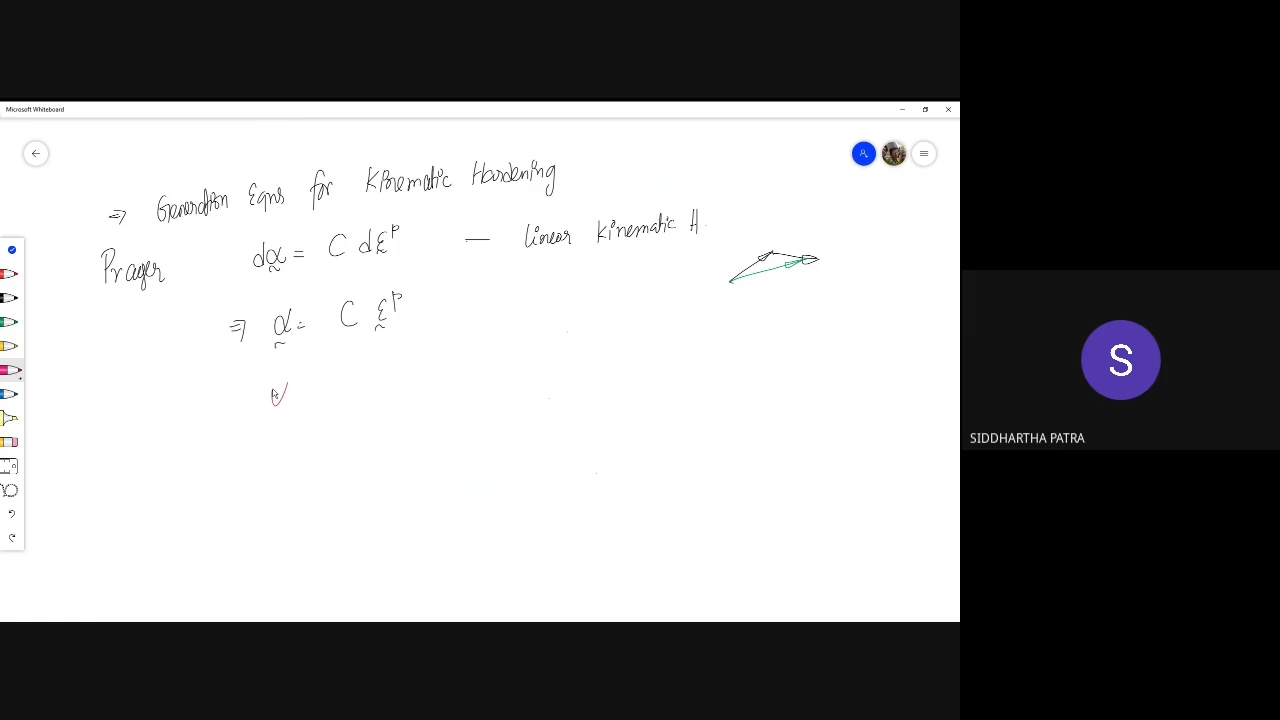 Microsoft Whiteboard
⇒ Generation Eqns for Kinematic Hardening
Prager dα̰ = C dε̰ᵖ — linear kinematic H.
⇒ α̰ = C ε̰ᵖ
S
SIDDHARTHA PATRA